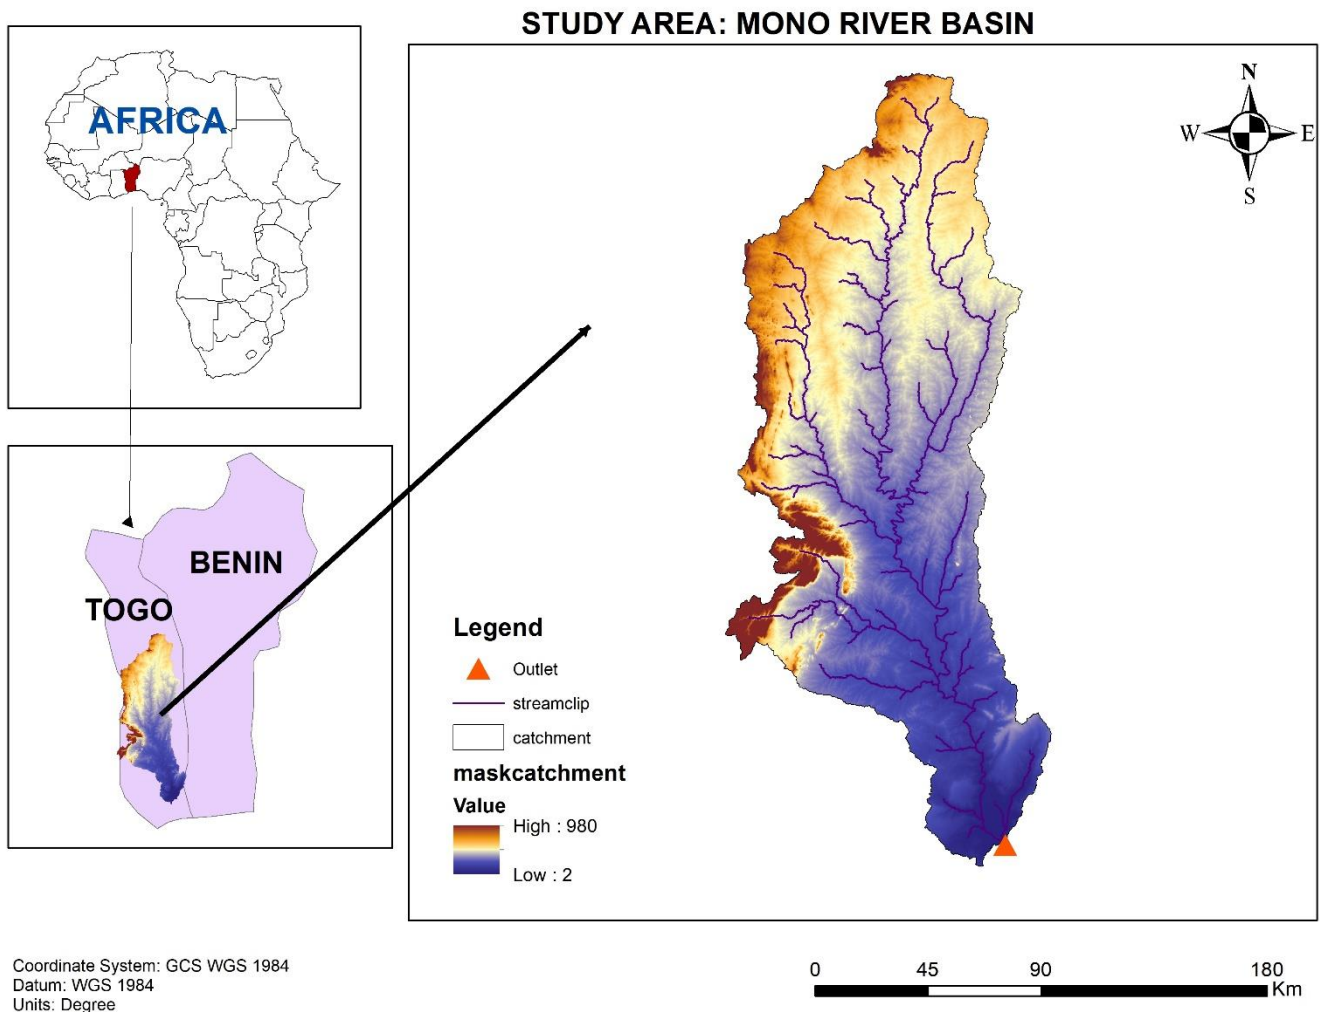 STUDY AREA: MONO RIVER BASIN
AFRICA
N
W
E
S
BENIN
TOGO
Legend
Outlet
streamclip
catchment
maskcatchment
Value
High : 980
Low : 2
Coordinate System: GCS WGS 1984
Datum: WGS 1984
Units: Degree
0 45 90 180
Km